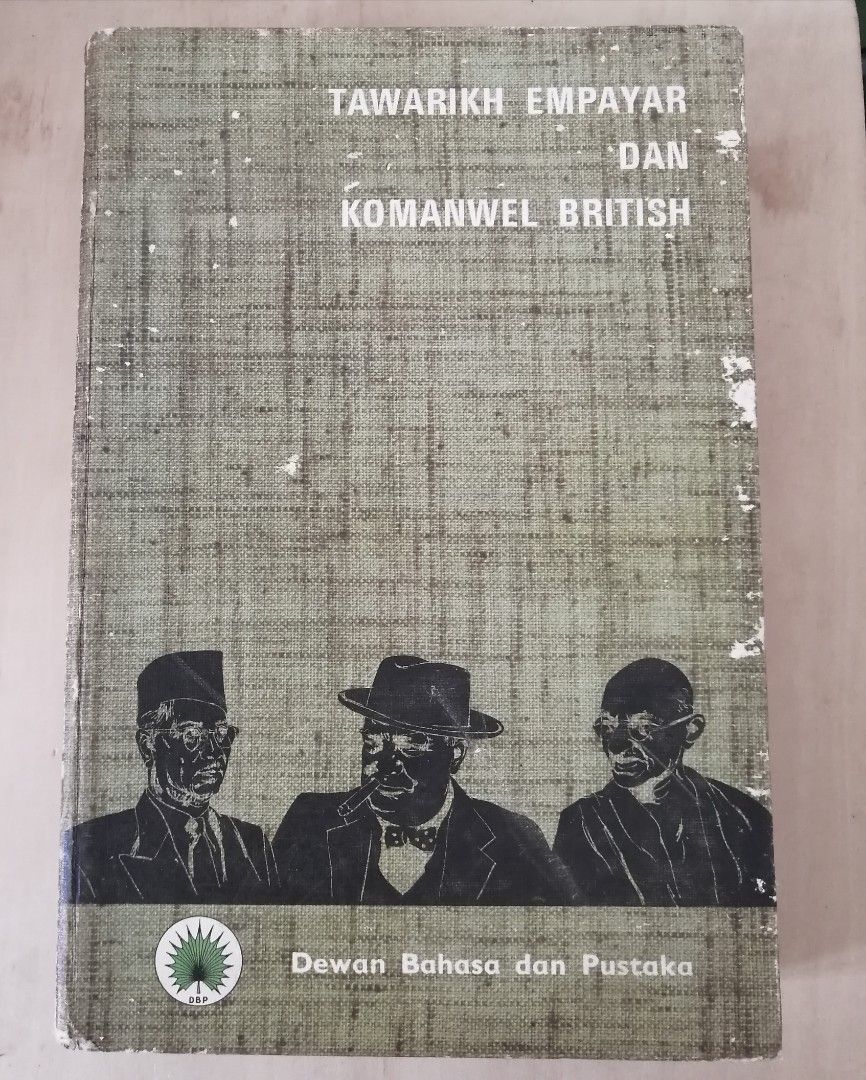 TAWARIKH EMPAYAR
DAN
KOMANWEL BRITISH
DBP
Dewan Bahasa dan Pustaka